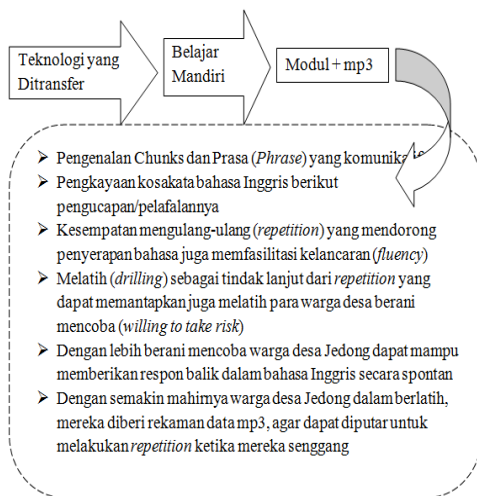 Teknologi yang
Ditransfer
Belajar
Mandiri
Modul + mp3
➢ Pengenalan Chunks dan Prasa (Phrase) yang
➢ Pengkayaan kosakata bahasa Inggris berikut
pengucapan/pelafalannya
➢ Kesempatan mengulang-ulang (repetition) yang mendorong
penyerapan bahasa juga memfasilitasi kelancaran (fluency)
➢ Melatih (drilling) sebagai tindak lanjut dari repetition yang
dapat memantapkan juga melatih para warga desa berani
mencoba (willing to take risk)
➢ Dengan lebih berani mencoba warga desa Jedong dapat mampu
memberikan respon balik dalam bahasa Inggris secara spontan
➢ Dengan semakin mahirnya warga desa Jedong dalam berlatih,
mereka diberi rekaman data mp3, agar dapat diputar untuk
melakukan repetition ketika mereka senggang